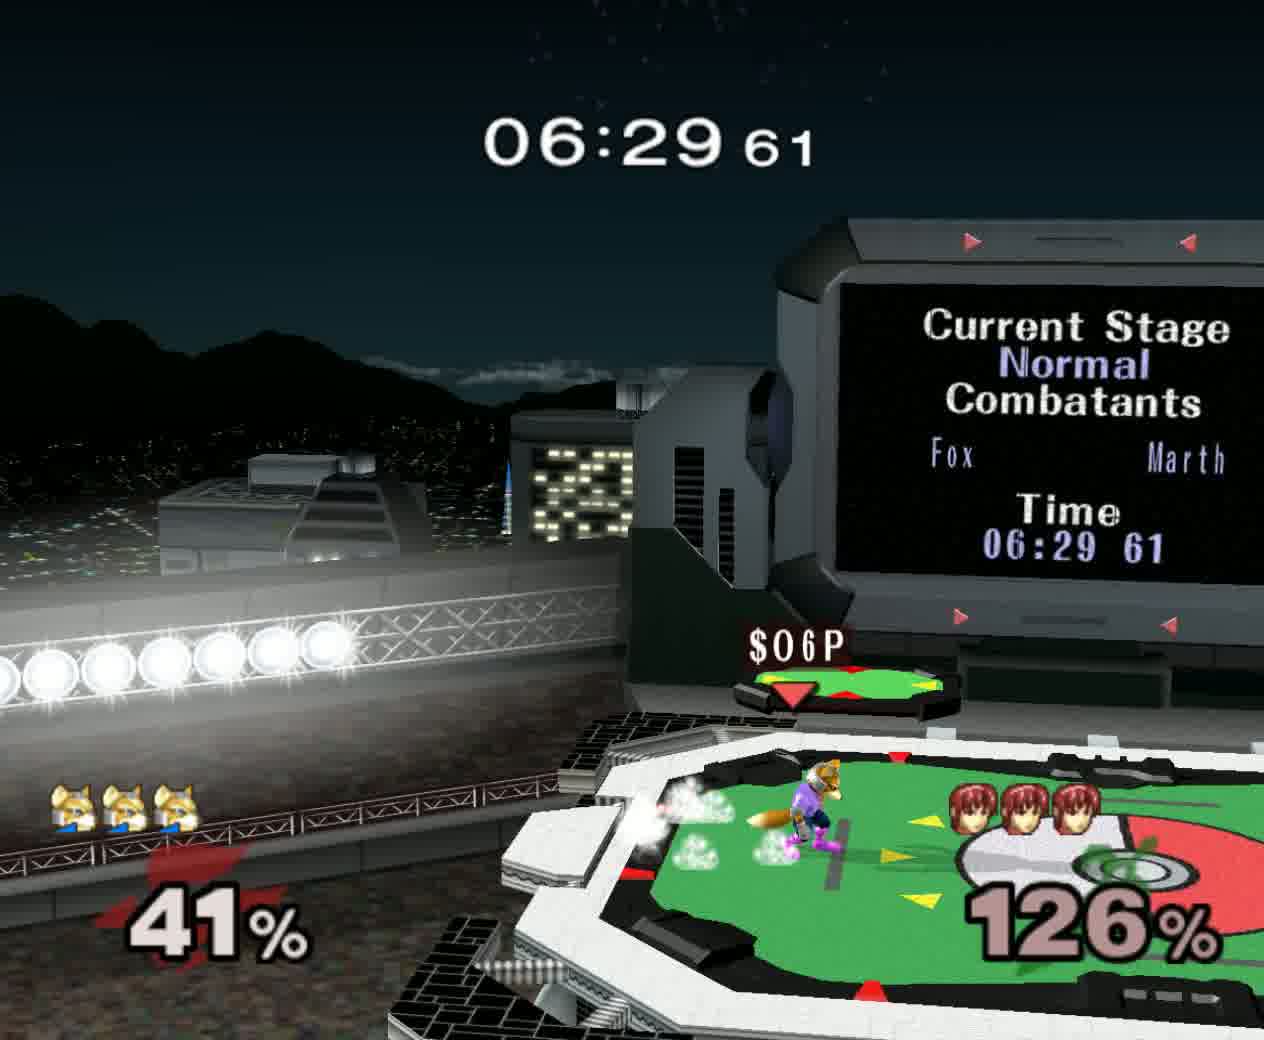 06:29 61
Current Stage
Normal
Combatants
Fox Marth
Time
06:29 61
$06P
41%
126%